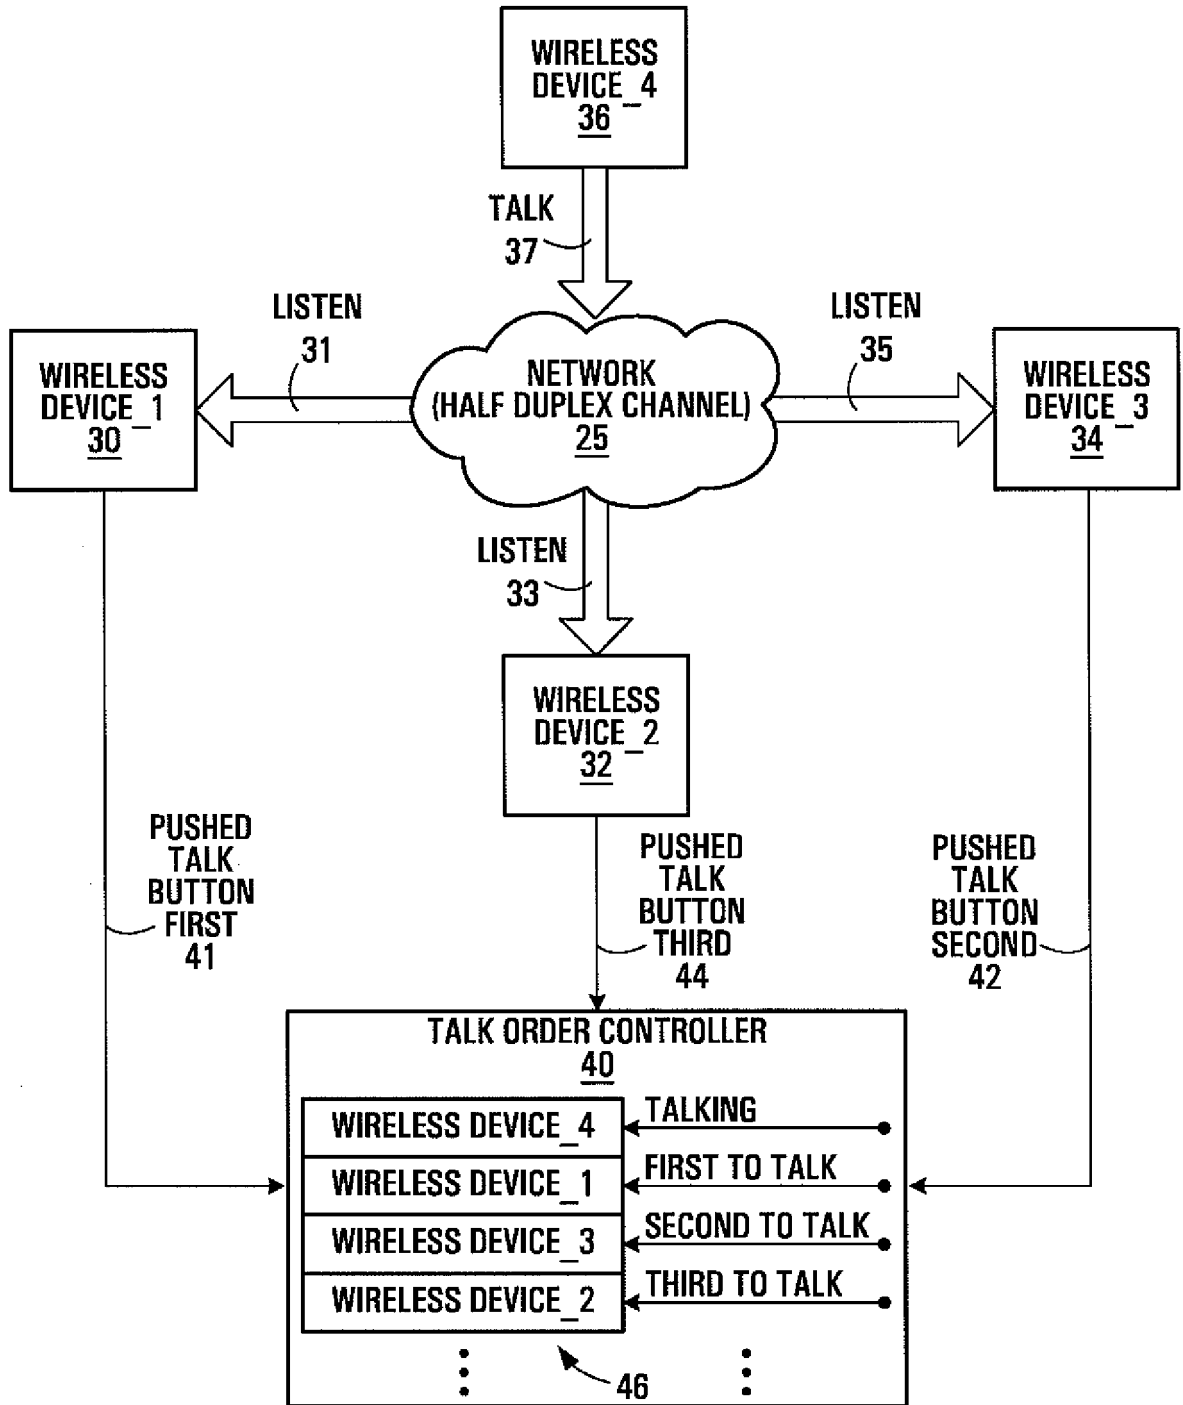 WIRELESS
DEVICE_4
36
TALK
37
LISTEN
31
LISTEN
35
WIRELESS
DEVICE_1
30
NETWORK
(HALF DUPLEX CHANNEL)
25
WIRELESS
DEVICE_3
34
LISTEN
33
WIRELESS
DEVICE_2
32
PUSHED
TALK
BUTTON
FIRST
41
PUSHED
TALK
BUTTON
THIRD
44
PUSHED
TALK
BUTTON
SECOND
42
TALK ORDER CONTROLLER
40
WIRELESS DEVICE_4
TALKING
WIRELESS DEVICE_1
FIRST TO TALK
WIRELESS DEVICE_3
SECOND TO TALK
WIRELESS DEVICE_2
THIRD TO TALK
46